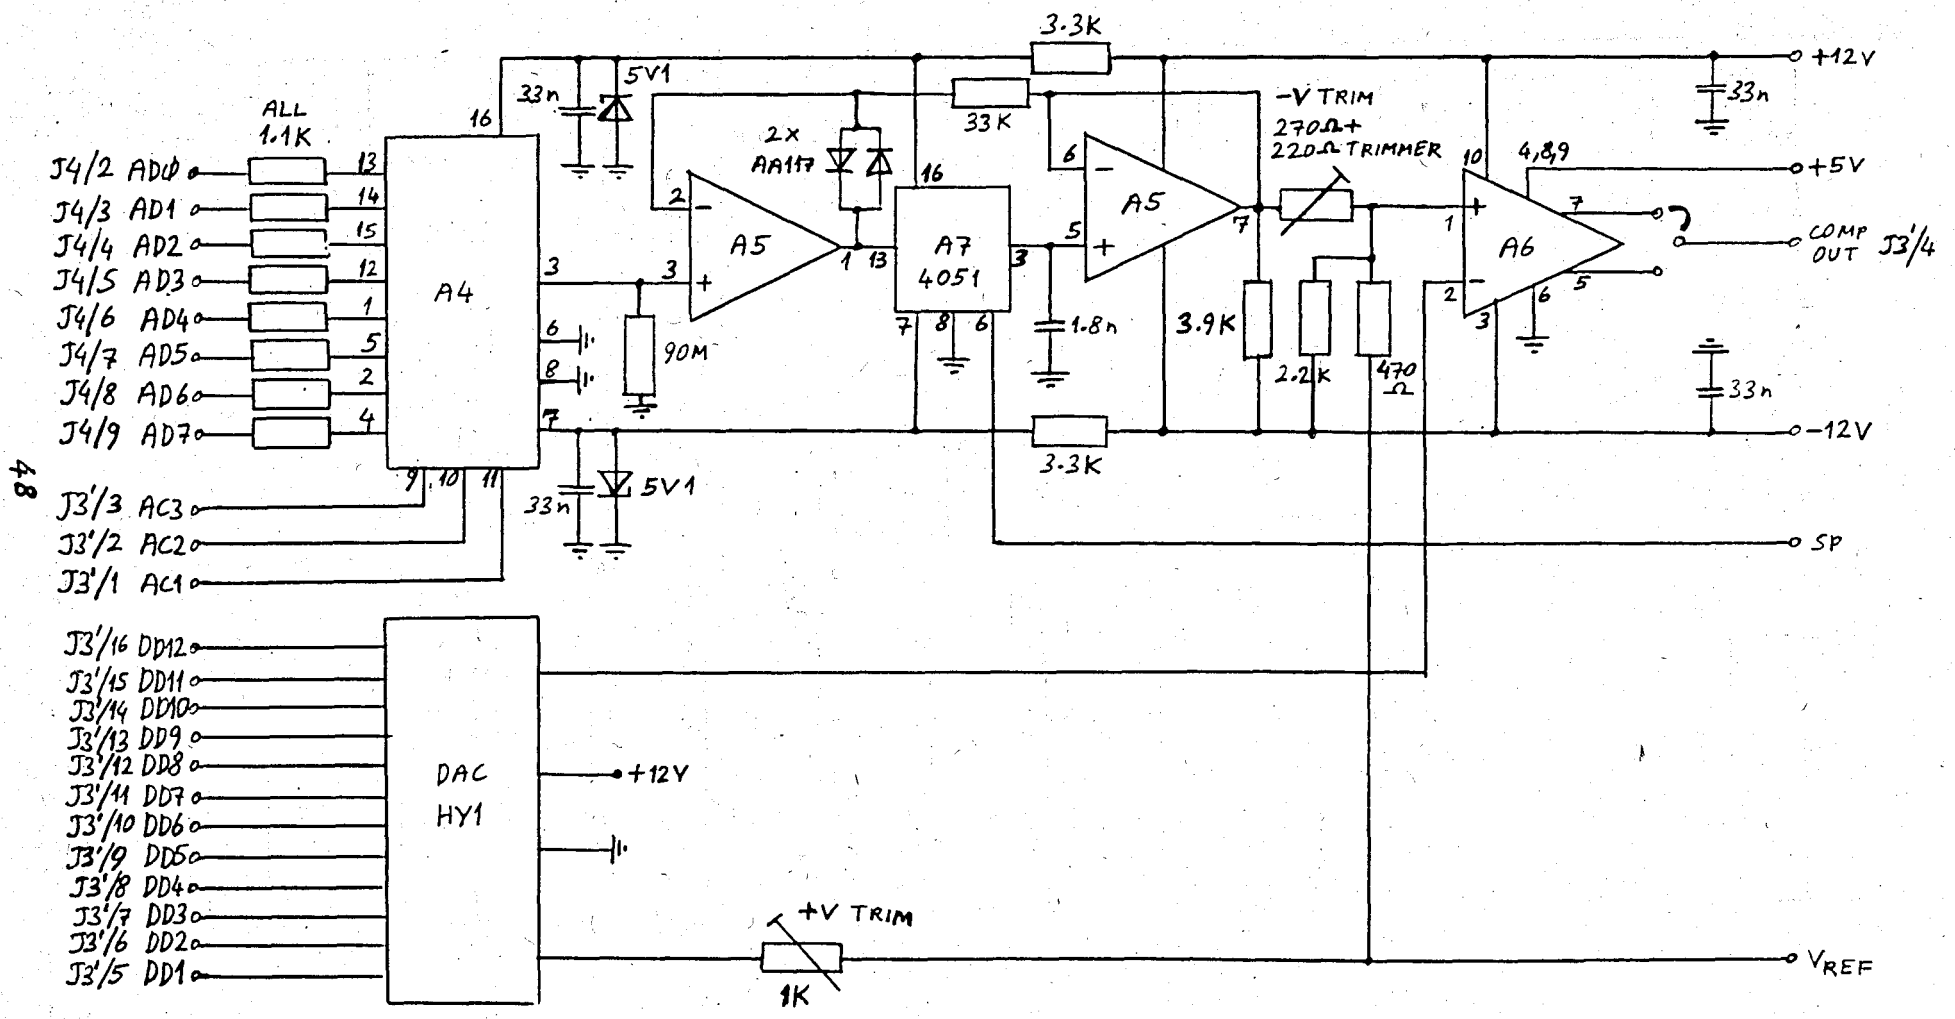 3.3K
+12V
5V1
33n
33n
ALL
1.1K
16
33K
-V TRIM
270Ω+
220Ω TRIMMER
2X
AA117
J4/2 ADØ
13
J4/3 AD1
14
J4/4 AD2
15
J4/5 AD3
12
J4/6 AD4
1
J4/7 AD5
5
J4/8 AD6
2
J4/9 AD7
4
A4
3
6
8
7
90M
2
3
A5
1
13
16
A7
4051
3
7
8
6
1.8n
6
5
A5
7
3.9K
2.2K
470
Ω
10
4,8,9
+5V
1
2
A6
7
5
6
3
COMP
OUT
J3'/4
33n
-12V
3.3K
33n
5V1
9
10
11
48
J3'/3 AC3
J3'/2 AC2
J3'/1 AC1
SP
J3'/16 DD12
J3'/15 DD11
J3'/14 DD10
J3'/13 DD9
J3'/12 DD8
J3'/11 DD7
J3'/10 DD6
J3'/9 DD5
J3'/8 DD4
J3'/7 DD3
J3'/6 DD2
J3'/5 DD1
DAC
HY1
+12V
+V TRIM
1K
VREF